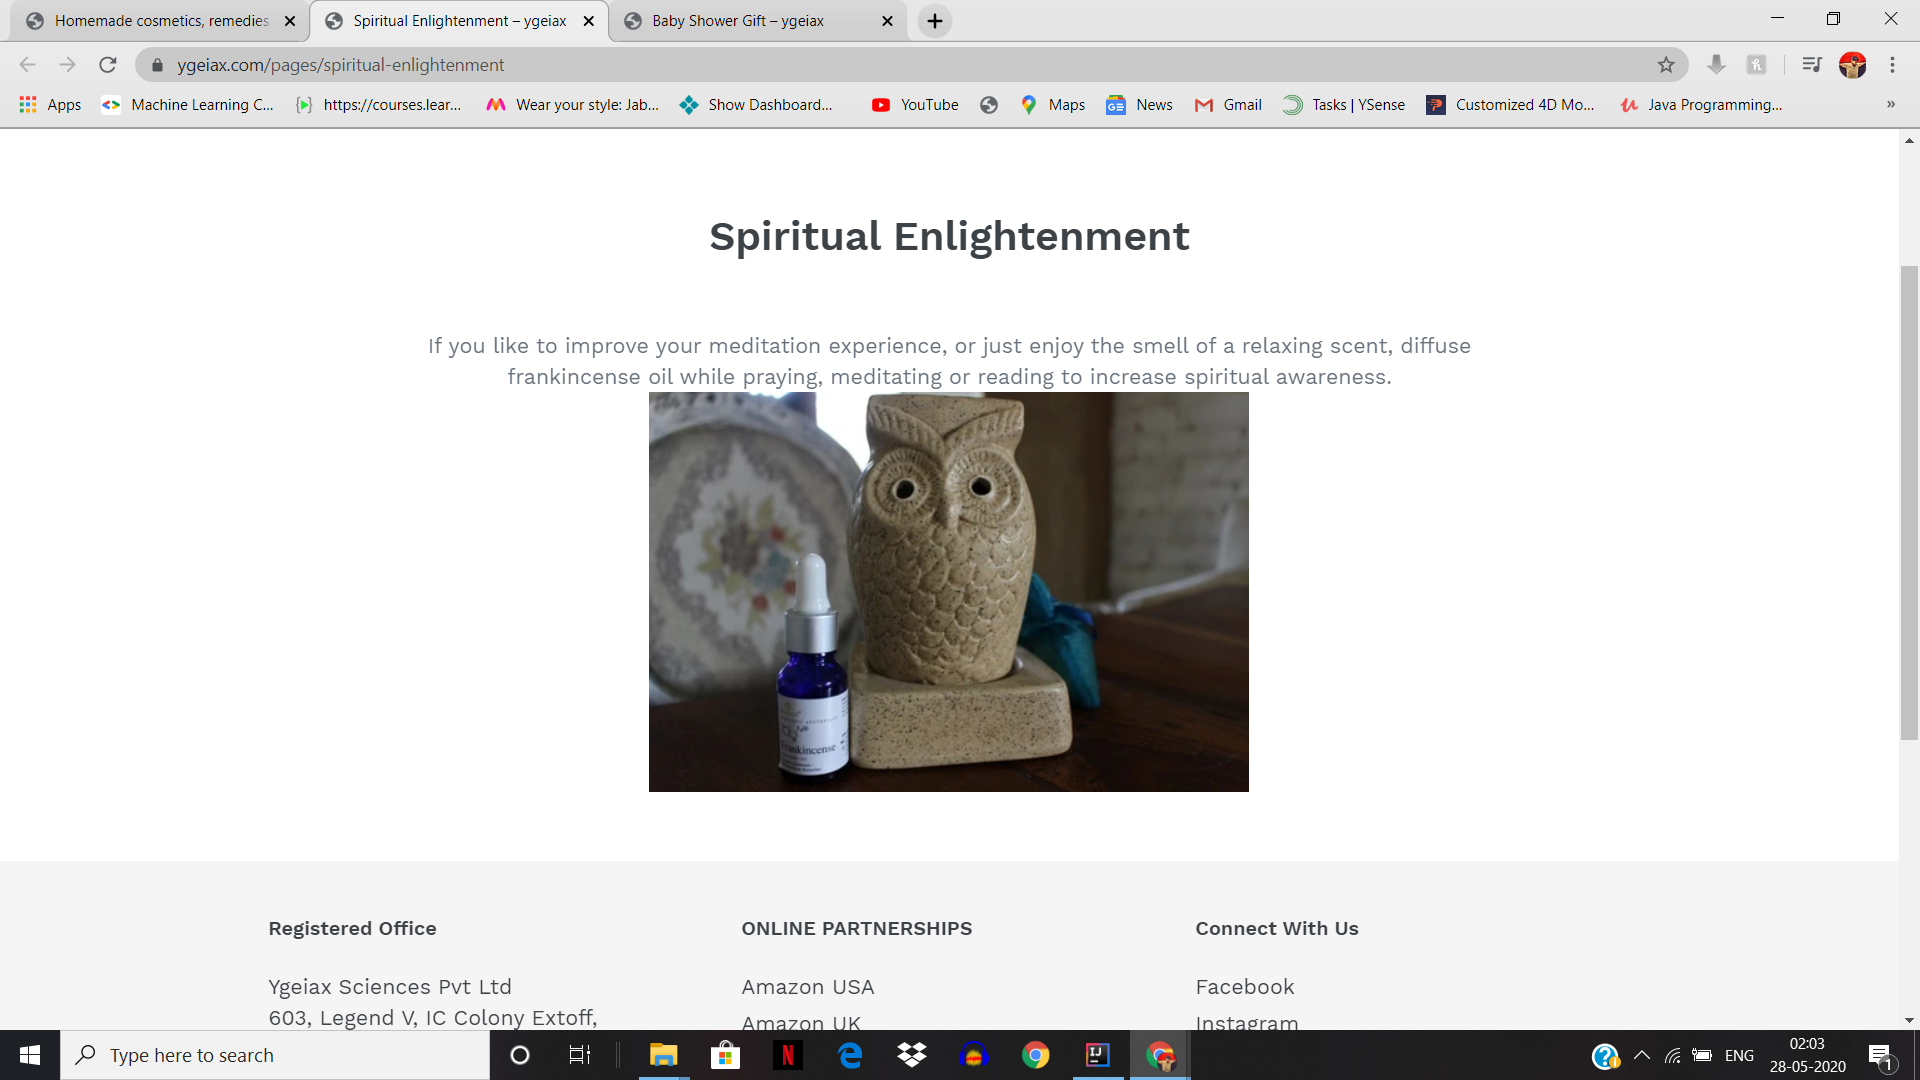 Homemade cosmetics, remedies
Spiritual Enlightenment – ygeiax
Baby Shower Gift – ygeiax
ygeiax.com/pages/spiritual-enlightenment
Apps
Machine Learning C...
https://courses.lear...
Wear your style: Jab...
Show Dashboard...
YouTube
Maps
News
Gmail
Tasks | YSense
Customized 4D Mo...
Java Programming...
»
Spiritual Enlightenment
If you like to improve your meditation experience, or just enjoy the smell of a relaxing scent, diffuse
frankincense oil while praying, meditating or reading to increase spiritual awareness.
Frankincense
Registered Office
Ygeiax Sciences Pvt Ltd
603, Legend V, IC Colony Extoff,
ONLINE PARTNERSHIPS
Amazon USA
Amazon UK
Connect With Us
Facebook
Instagram
Type here to search
ENG
02:03
28-05-2020
1